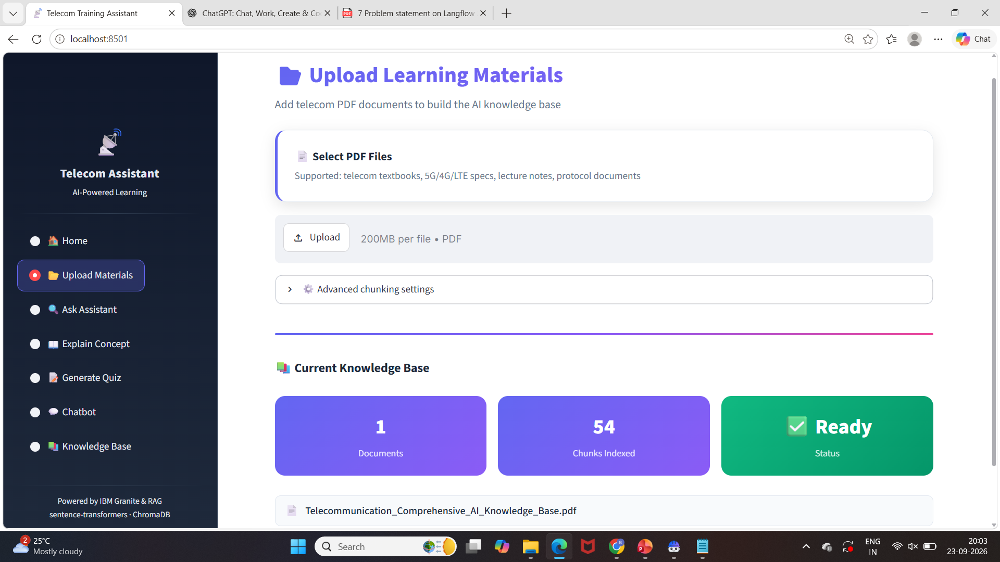 Telecom Training Assistant
ChatGPT: Chat, Work, Create & Co
PDF
7 Problem statement on Langflow
localhost:8501
Chat
Telecom Assistant
AI-Powered Learning
Home
Upload Materials
Ask Assistant
Explain Concept
Generate Quiz
Chatbot
Knowledge Base
Powered by IBM Granite & RAG
sentence-transformers · ChromaDB
Upload Learning Materials
Add telecom PDF documents to build the AI knowledge base
Select PDF Files
Supported: telecom textbooks, 5G/4G/LTE specs, lecture notes, protocol documents
Upload
200MB per file • PDF
Advanced chunking settings
Current Knowledge Base
1
Documents
54
Chunks Indexed
Ready
Status
Telecommunication_Comprehensive_AI_Knowledge_Base.pdf
2
25°C
Mostly cloudy
Search
B
P
ENG
IN
20:03
23-09-2026